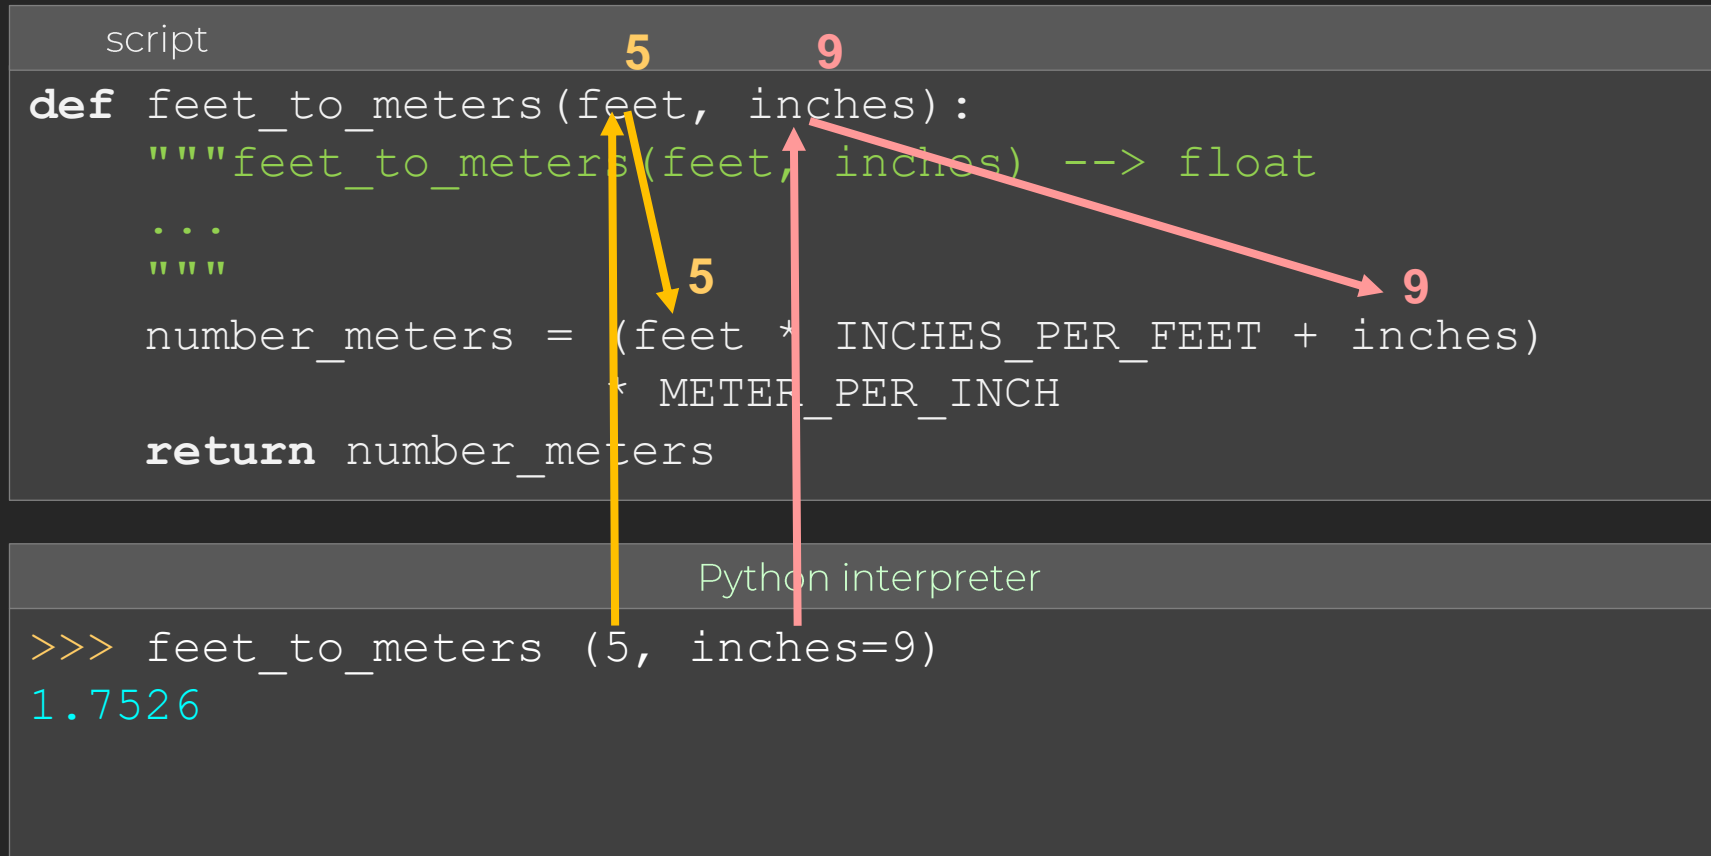 script
5 9
def feet_to_meters(feet, inches):
"""feet_to_meters(feet, inches) --> float
...
"""
5 9
number_meters = (feet * INCHES_PER_FEET + inches)
* METER_PER_INCH
return number_meters
Python interpreter
>>> feet_to_meters (5, inches=9)
1.7526